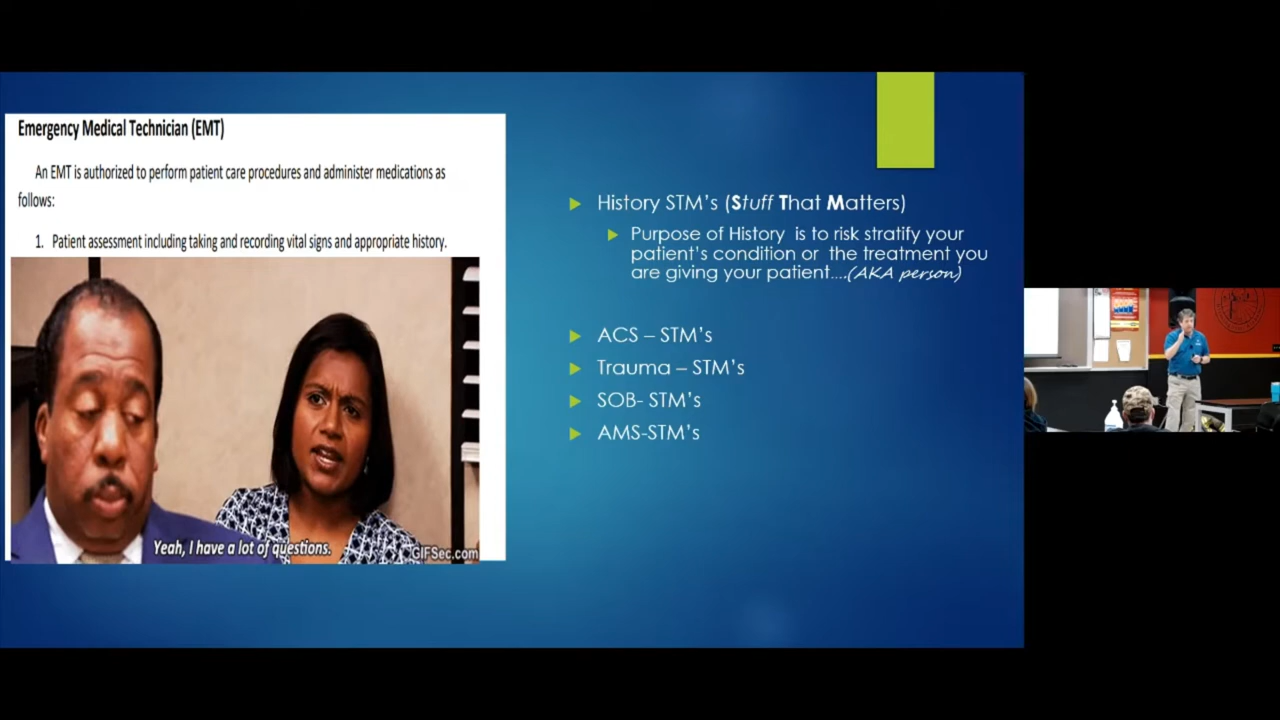 Emergency Medical Technician (EMT)
An EMT is authorized to perform patient care procedures and administer medications as
follows:
1. Patient assessment including taking and recording vital signs and appropriate history.
Yeah, I have a lot of questions.
GIFSec.com
History STM's (Stuff That Matters)
Purpose of History is to risk stratify your
patient's condition or the treatment you
are giving your patient....(AKA person)
ACS – STM's
Trauma – STM's
SOB- STM's
AMS-STM's